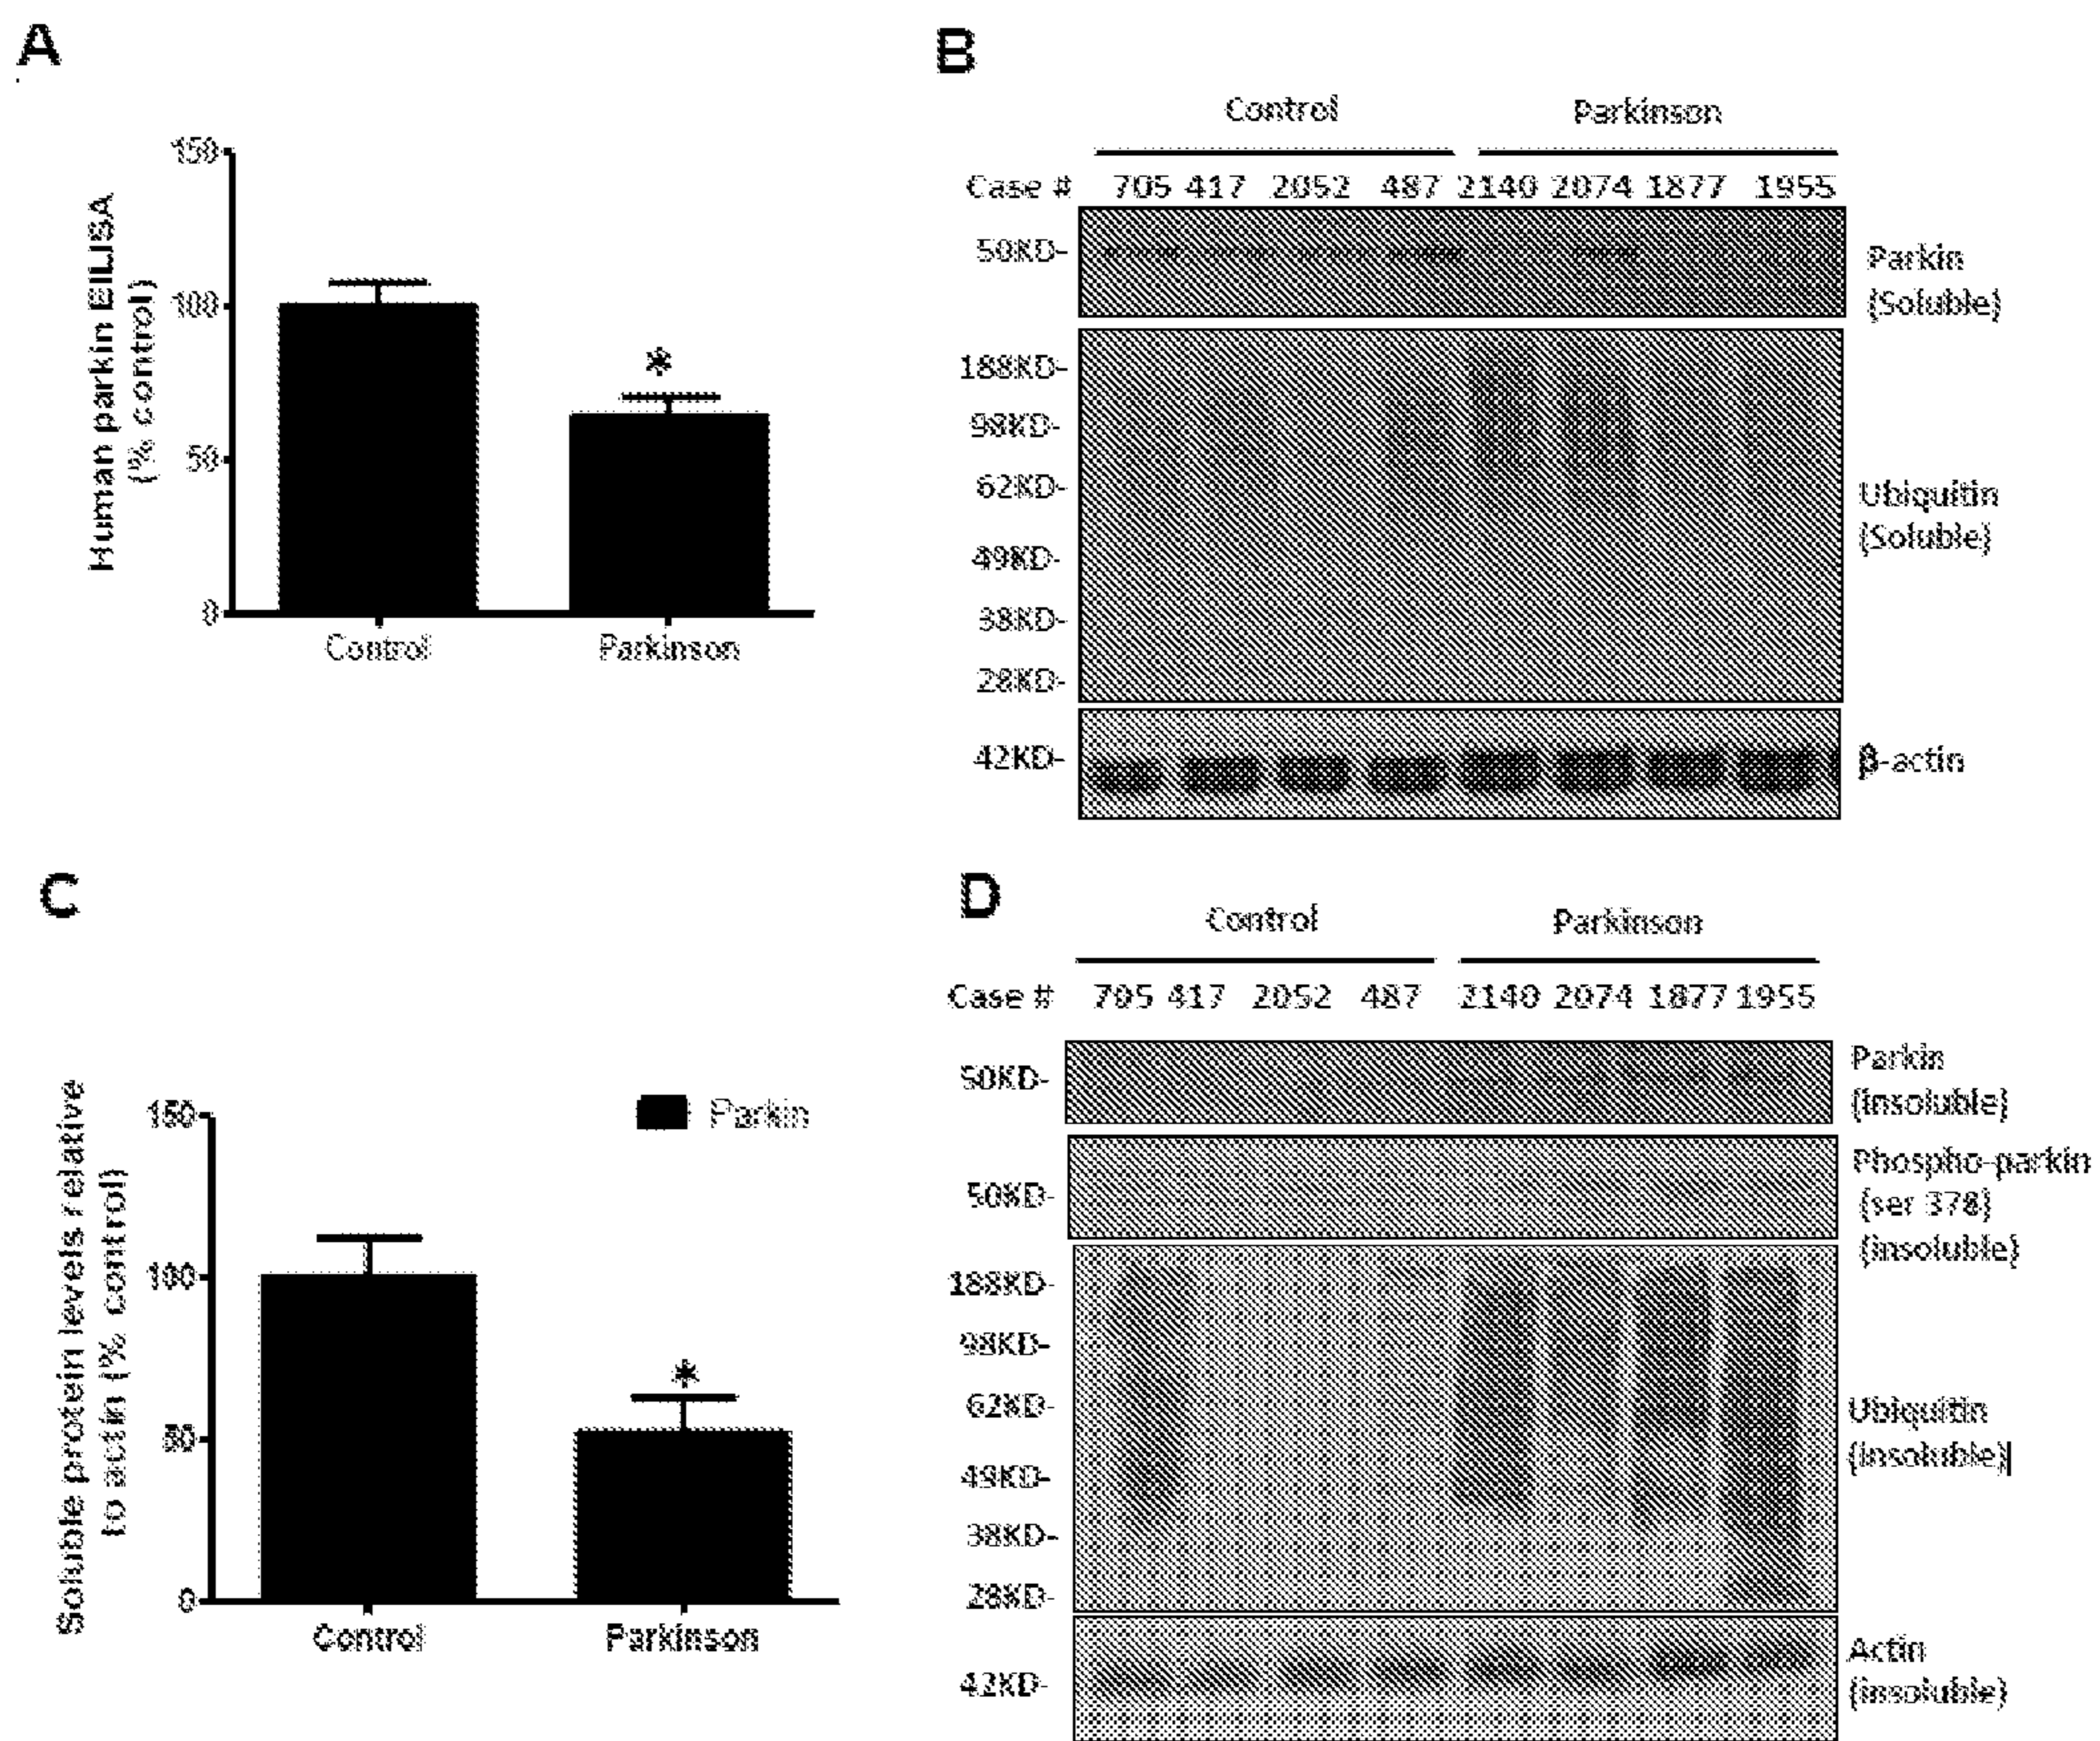 A
150
100
50
0
Human parkin ElLISA
(% control)
*
Control
Parkinson
B
Control
Parkinson
Case # 705 417 2052 487 2140 2074 1877 1955
50KD-
Parkin
(Soluble)
188KD-
98KD-
62KD-
49KD-
38KD-
28KD-
Ubiquitin
(Soluble)
42KD-
β-actin
C
150
100
50
0
Soluble protein levels relative
to actin (% control)
Parkin
*
Control
Parkinson
D
Control
Parkinson
Case # 705 417 2052 487 2140 2074 1877 1955
50KD-
Parkin
(insoluble)
50KD-
Phospho-parkin
(ser 378)
(insoluble)
188KD-
98KD-
62KD-
49KD-
38KD-
28KD-
Ubiquitin
(insoluble)
42KD-
Actin
(insoluble)